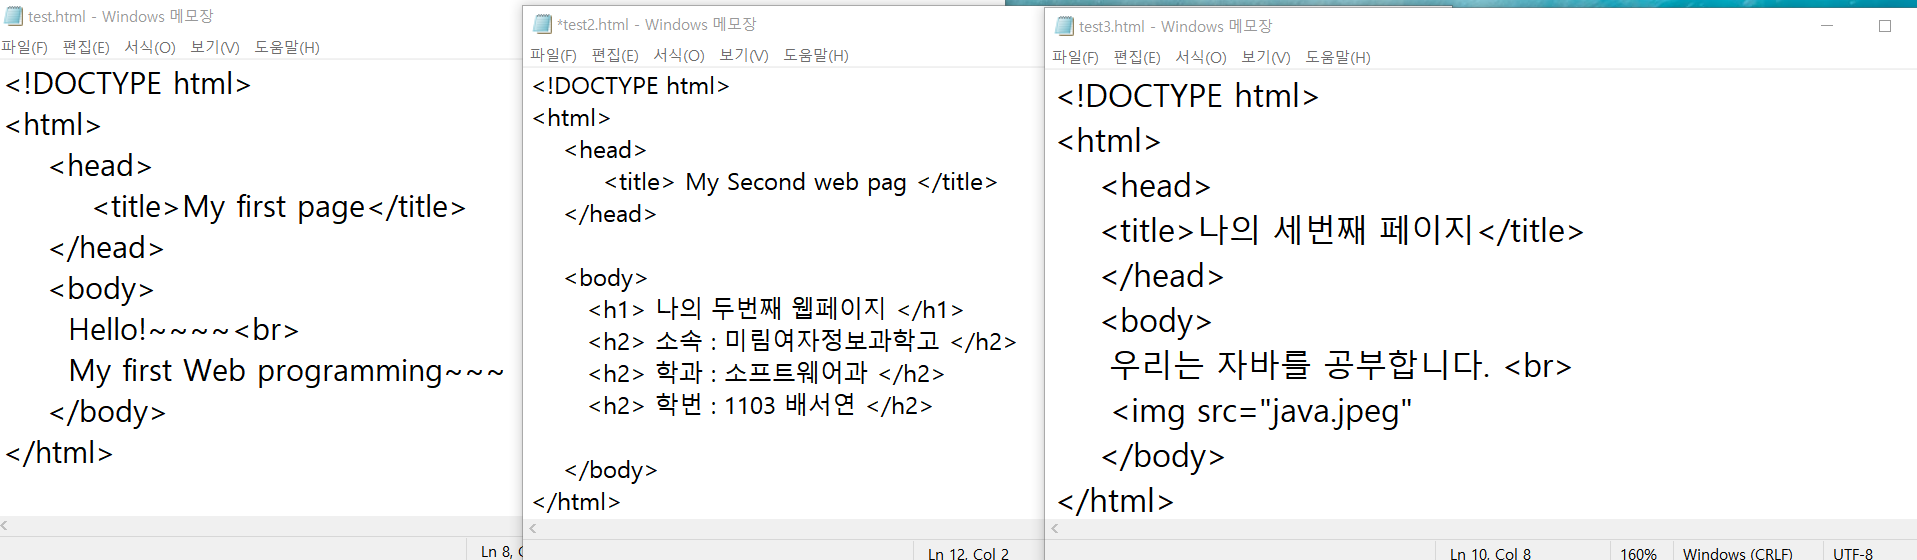 test.html - Windows 메모장
파일(F) 편집(E) 서식(O) 보기(V) 도움말(H)
<!DOCTYPE html>
<html>
<head>
<title>My first page</title>
</head>
<body>
Hello!~~~~<br>
My first Web programming~~~
</body>
</html>
Ln 8,
*test2.html - Windows 메모장
파일(F) 편집(E) 서식(O) 보기(V) 도움말(H)
<!DOCTYPE html>
<html>
<head>
<title> My Second web pag </title>
</head>
<body>
<h1> 나의 두번째 웹페이지 </h1>
<h2> 소속 : 미림여자정보과학고 </h2>
<h2> 학과 : 소프트웨어과 </h2>
<h2> 학번 : 1103 배서연 </h2>
</body>
</html>
Ln 12, Col 2
test3.html - Windows 메모장
파일(F) 편집(E) 서식(O) 보기(V) 도움말(H)
<!DOCTYPE html>
<html>
<head>
<title>나의 세번째 페이지</title>
</head>
<body>
우리는 자바를 공부합니다. <br>
<img src="java.jpeg"
</body>
</html>
Ln 10, Col 8 160% Windows (CRLF) UTF-8